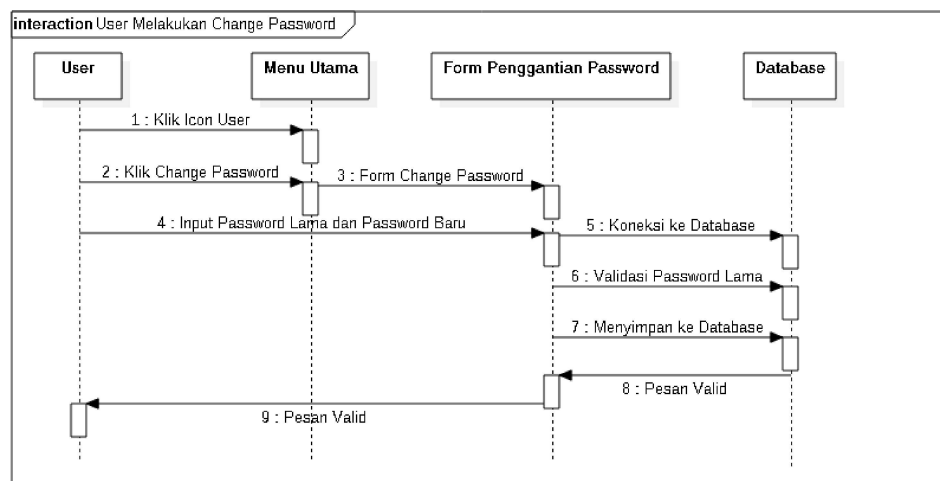 interaction User Melakukan Change Password
User
Menu Utama
Form Penggantian Password
Database
1 : Klik Icon User
2 : Klik Change Password
3 : Form Change Password
4 : Input Password Lama dan Password Baru
5 : Koneksi ke Database
6 : Validasi Password Lama
7 : Menyimpan ke Database
8 : Pesan Valid
9 : Pesan Valid